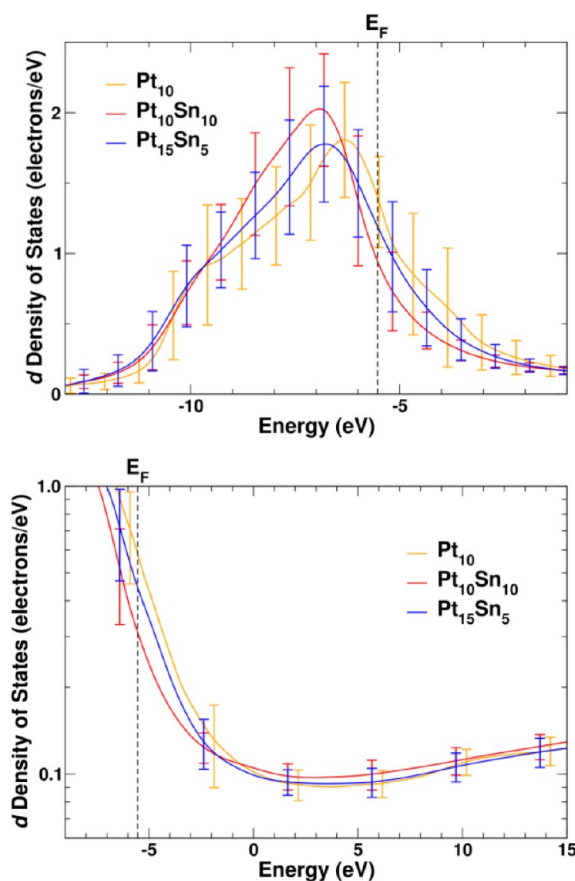 E_F
Pt₁₀
Pt₁₀Sn₁₀
Pt₁₅Sn₅
d Density of States (electrons/eV)
2
1
0
-10
-5
Energy (eV)
E_F
1.0
Pt₁₀
Pt₁₀Sn₁₀
Pt₁₅Sn₅
d Density of States (electrons/eV)
0.1
-5
0
5
10
15
Energy (eV)